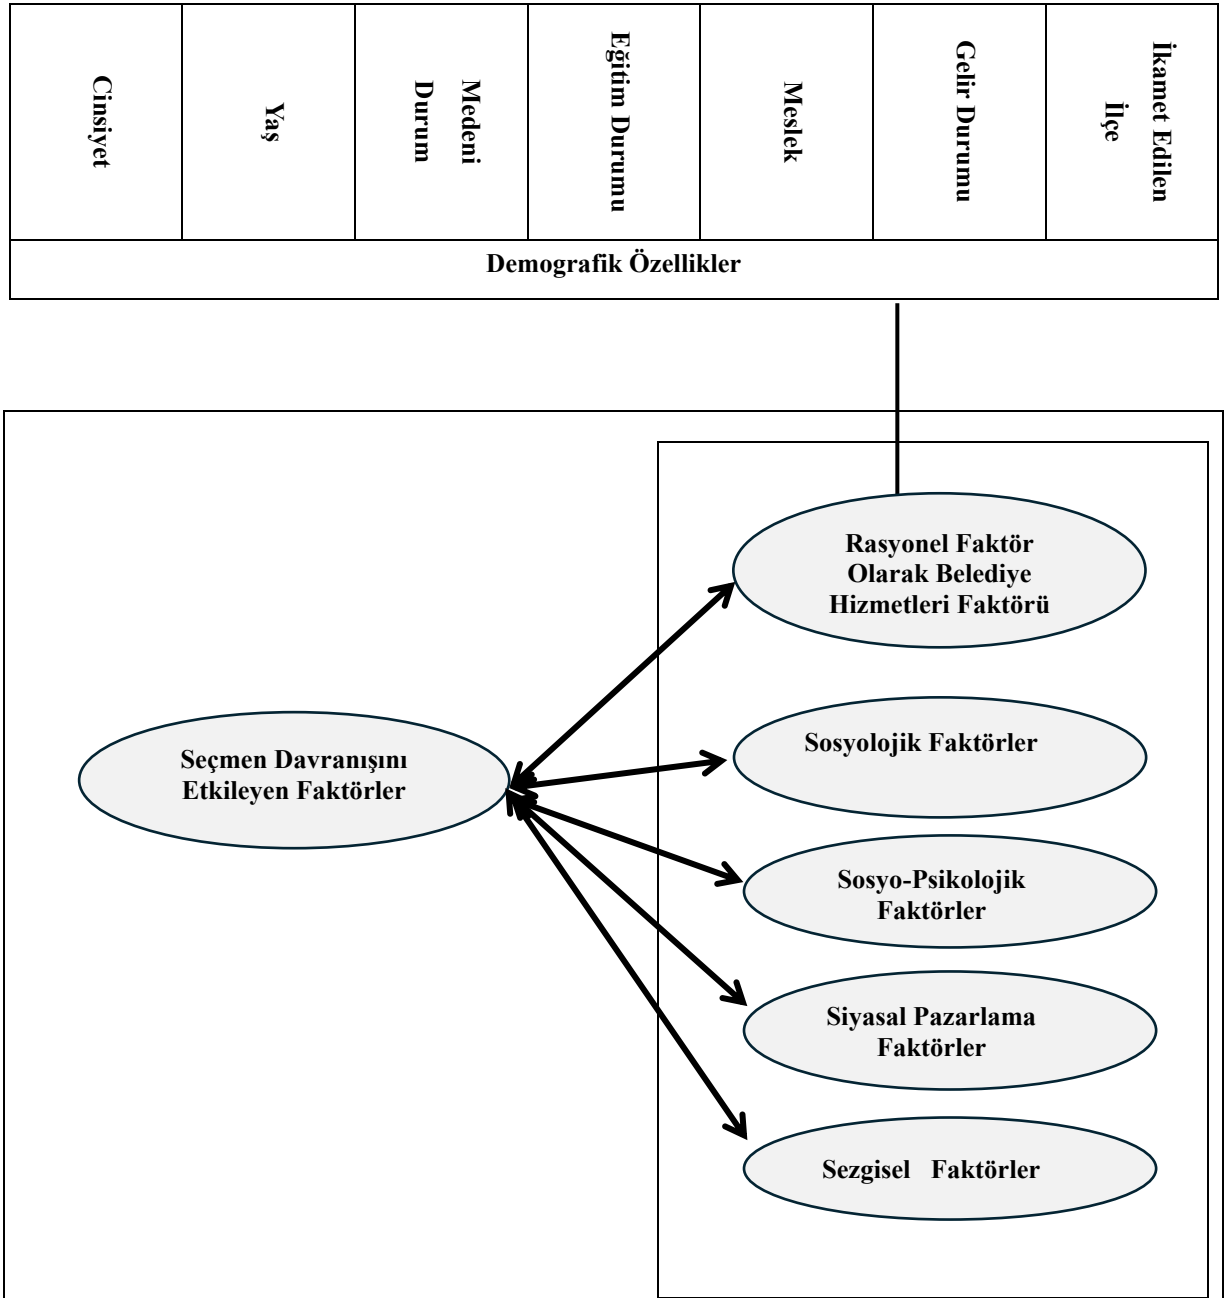 Cinsiyet
Yaş
Medeni
Durum
Eğitim Durumu
Meslek
Gelir Durumu
İkamet Edilen
İlçe
Demografik Özellikler
Rasyonel Faktör
Olarak Belediye
Hizmetleri Faktörü
Seçmen Davranışını
Etkileyen Faktörler
Sosyolojik Faktörler
Sosyo-Psikolojik
Faktörler
Siyasal Pazarlama
Faktörler
Sezgisel Faktörler